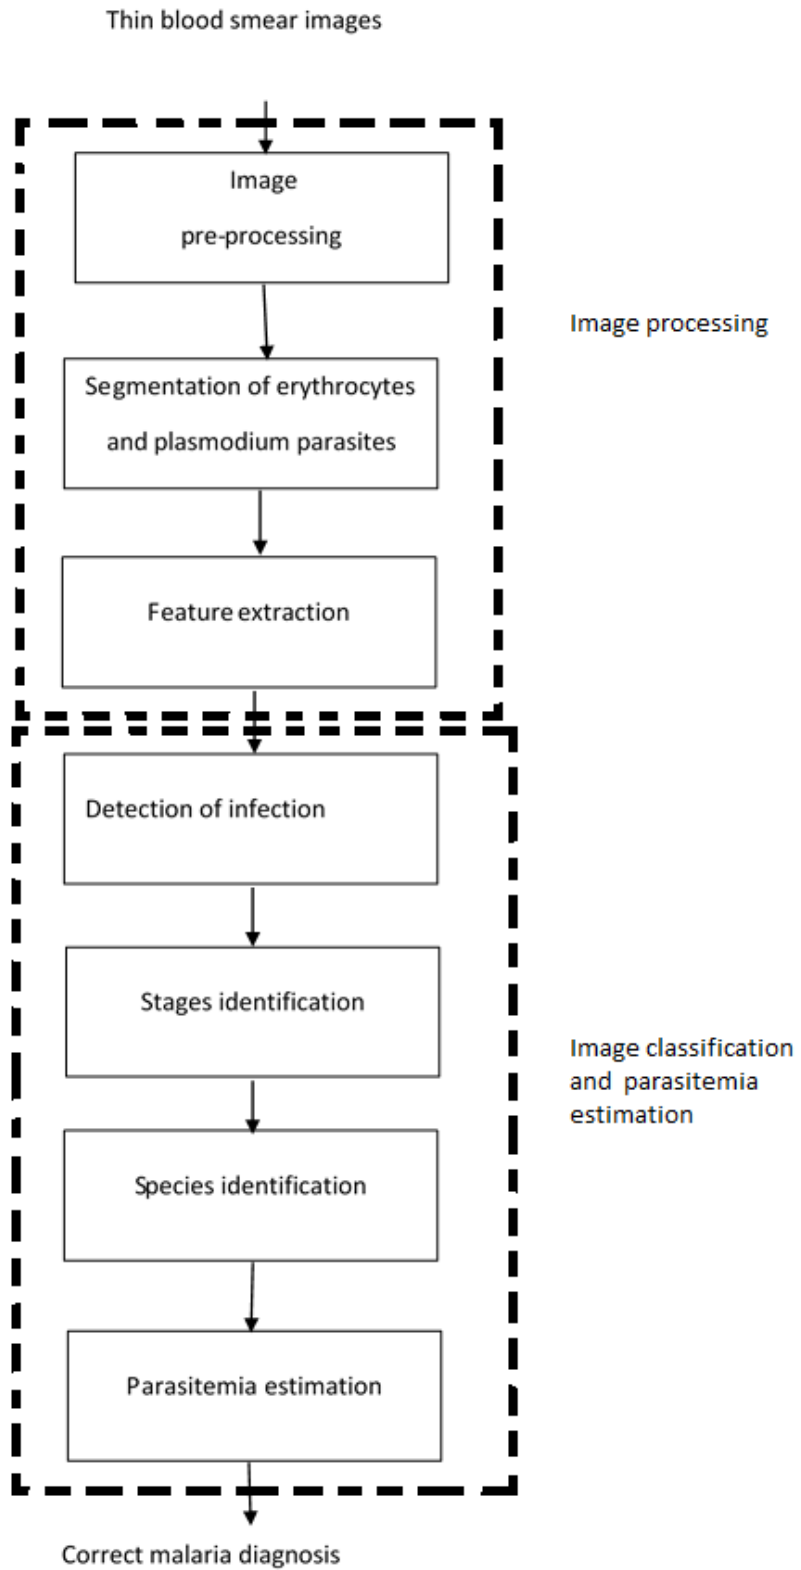 Thin blood smear images
Image
pre-processing
Image processing
Segmentation of erythrocytes
and plasmodium parasites
Feature extraction
Detection of infection
Stages identification
Image classification
and parasitemia
estimation
Species identification
Parasitemia estimation
Correct malaria diagnosis